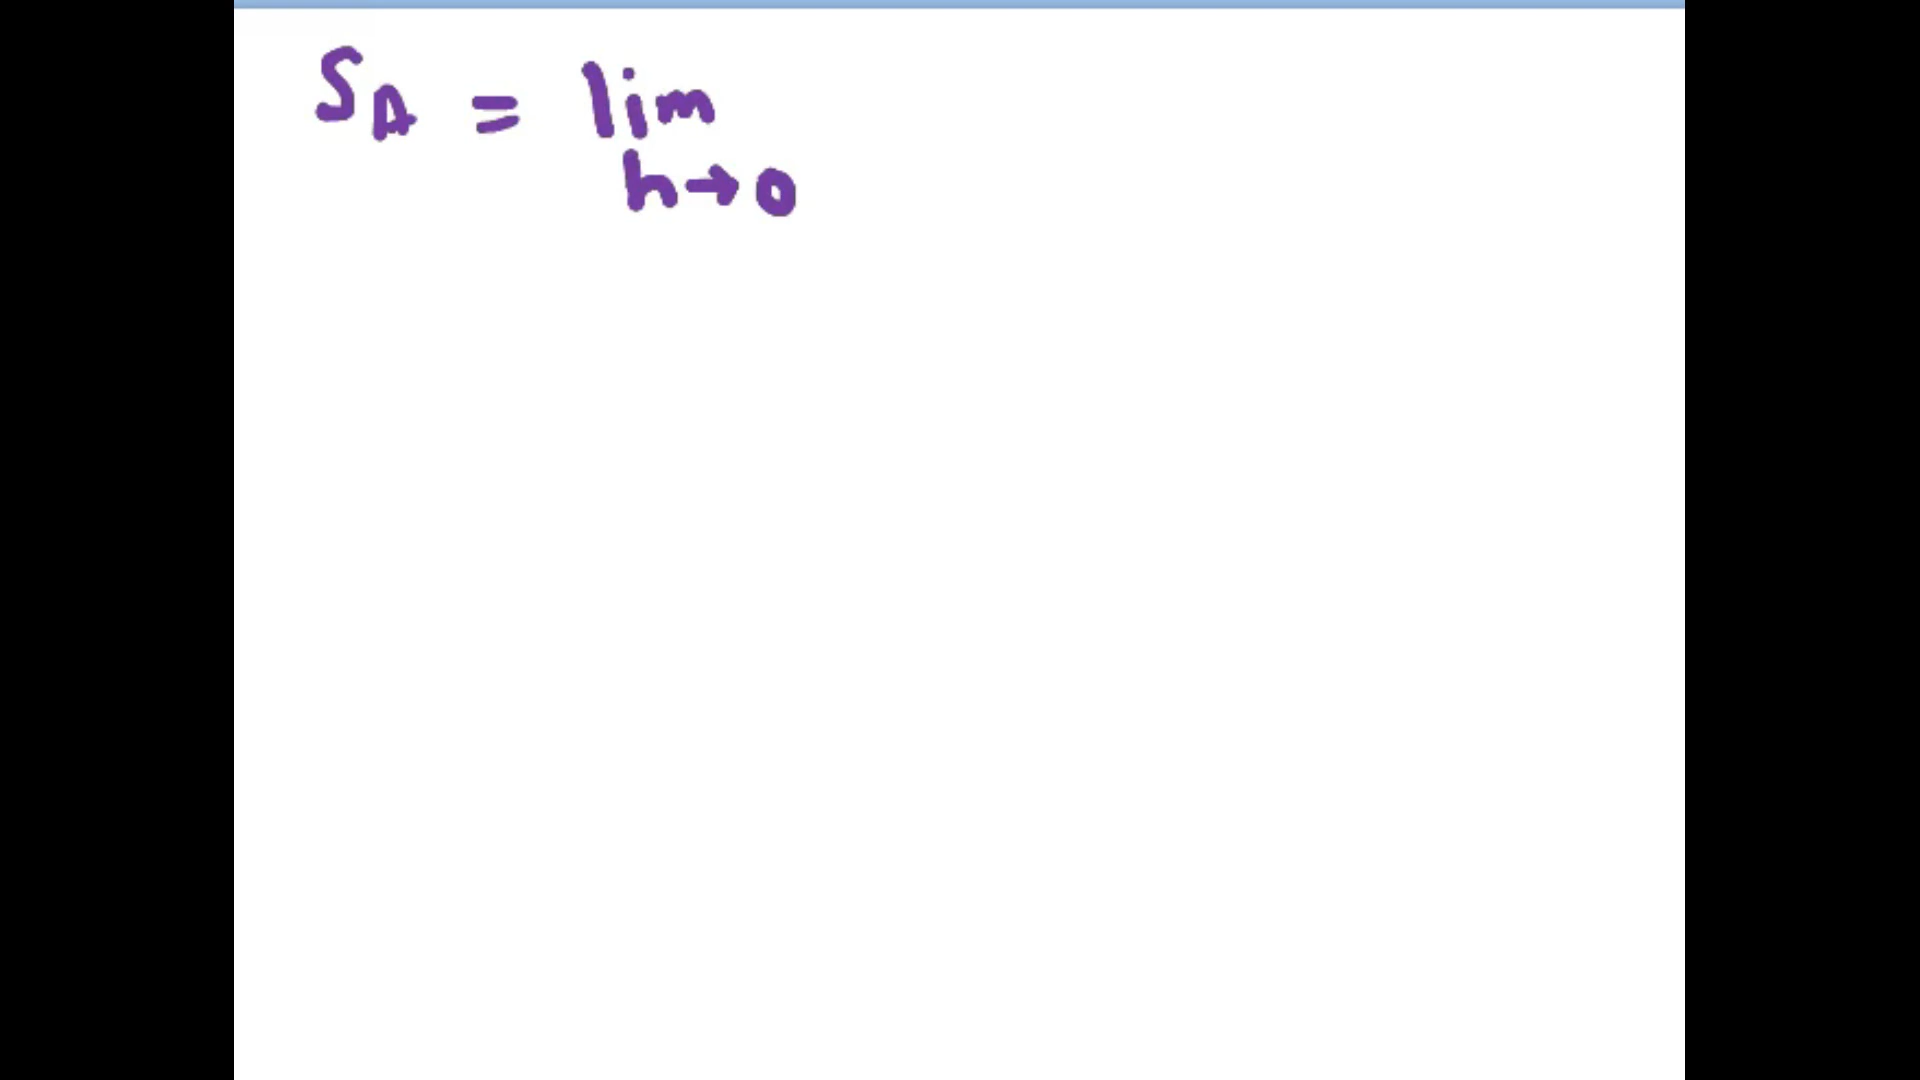 S_A = lim
h→0